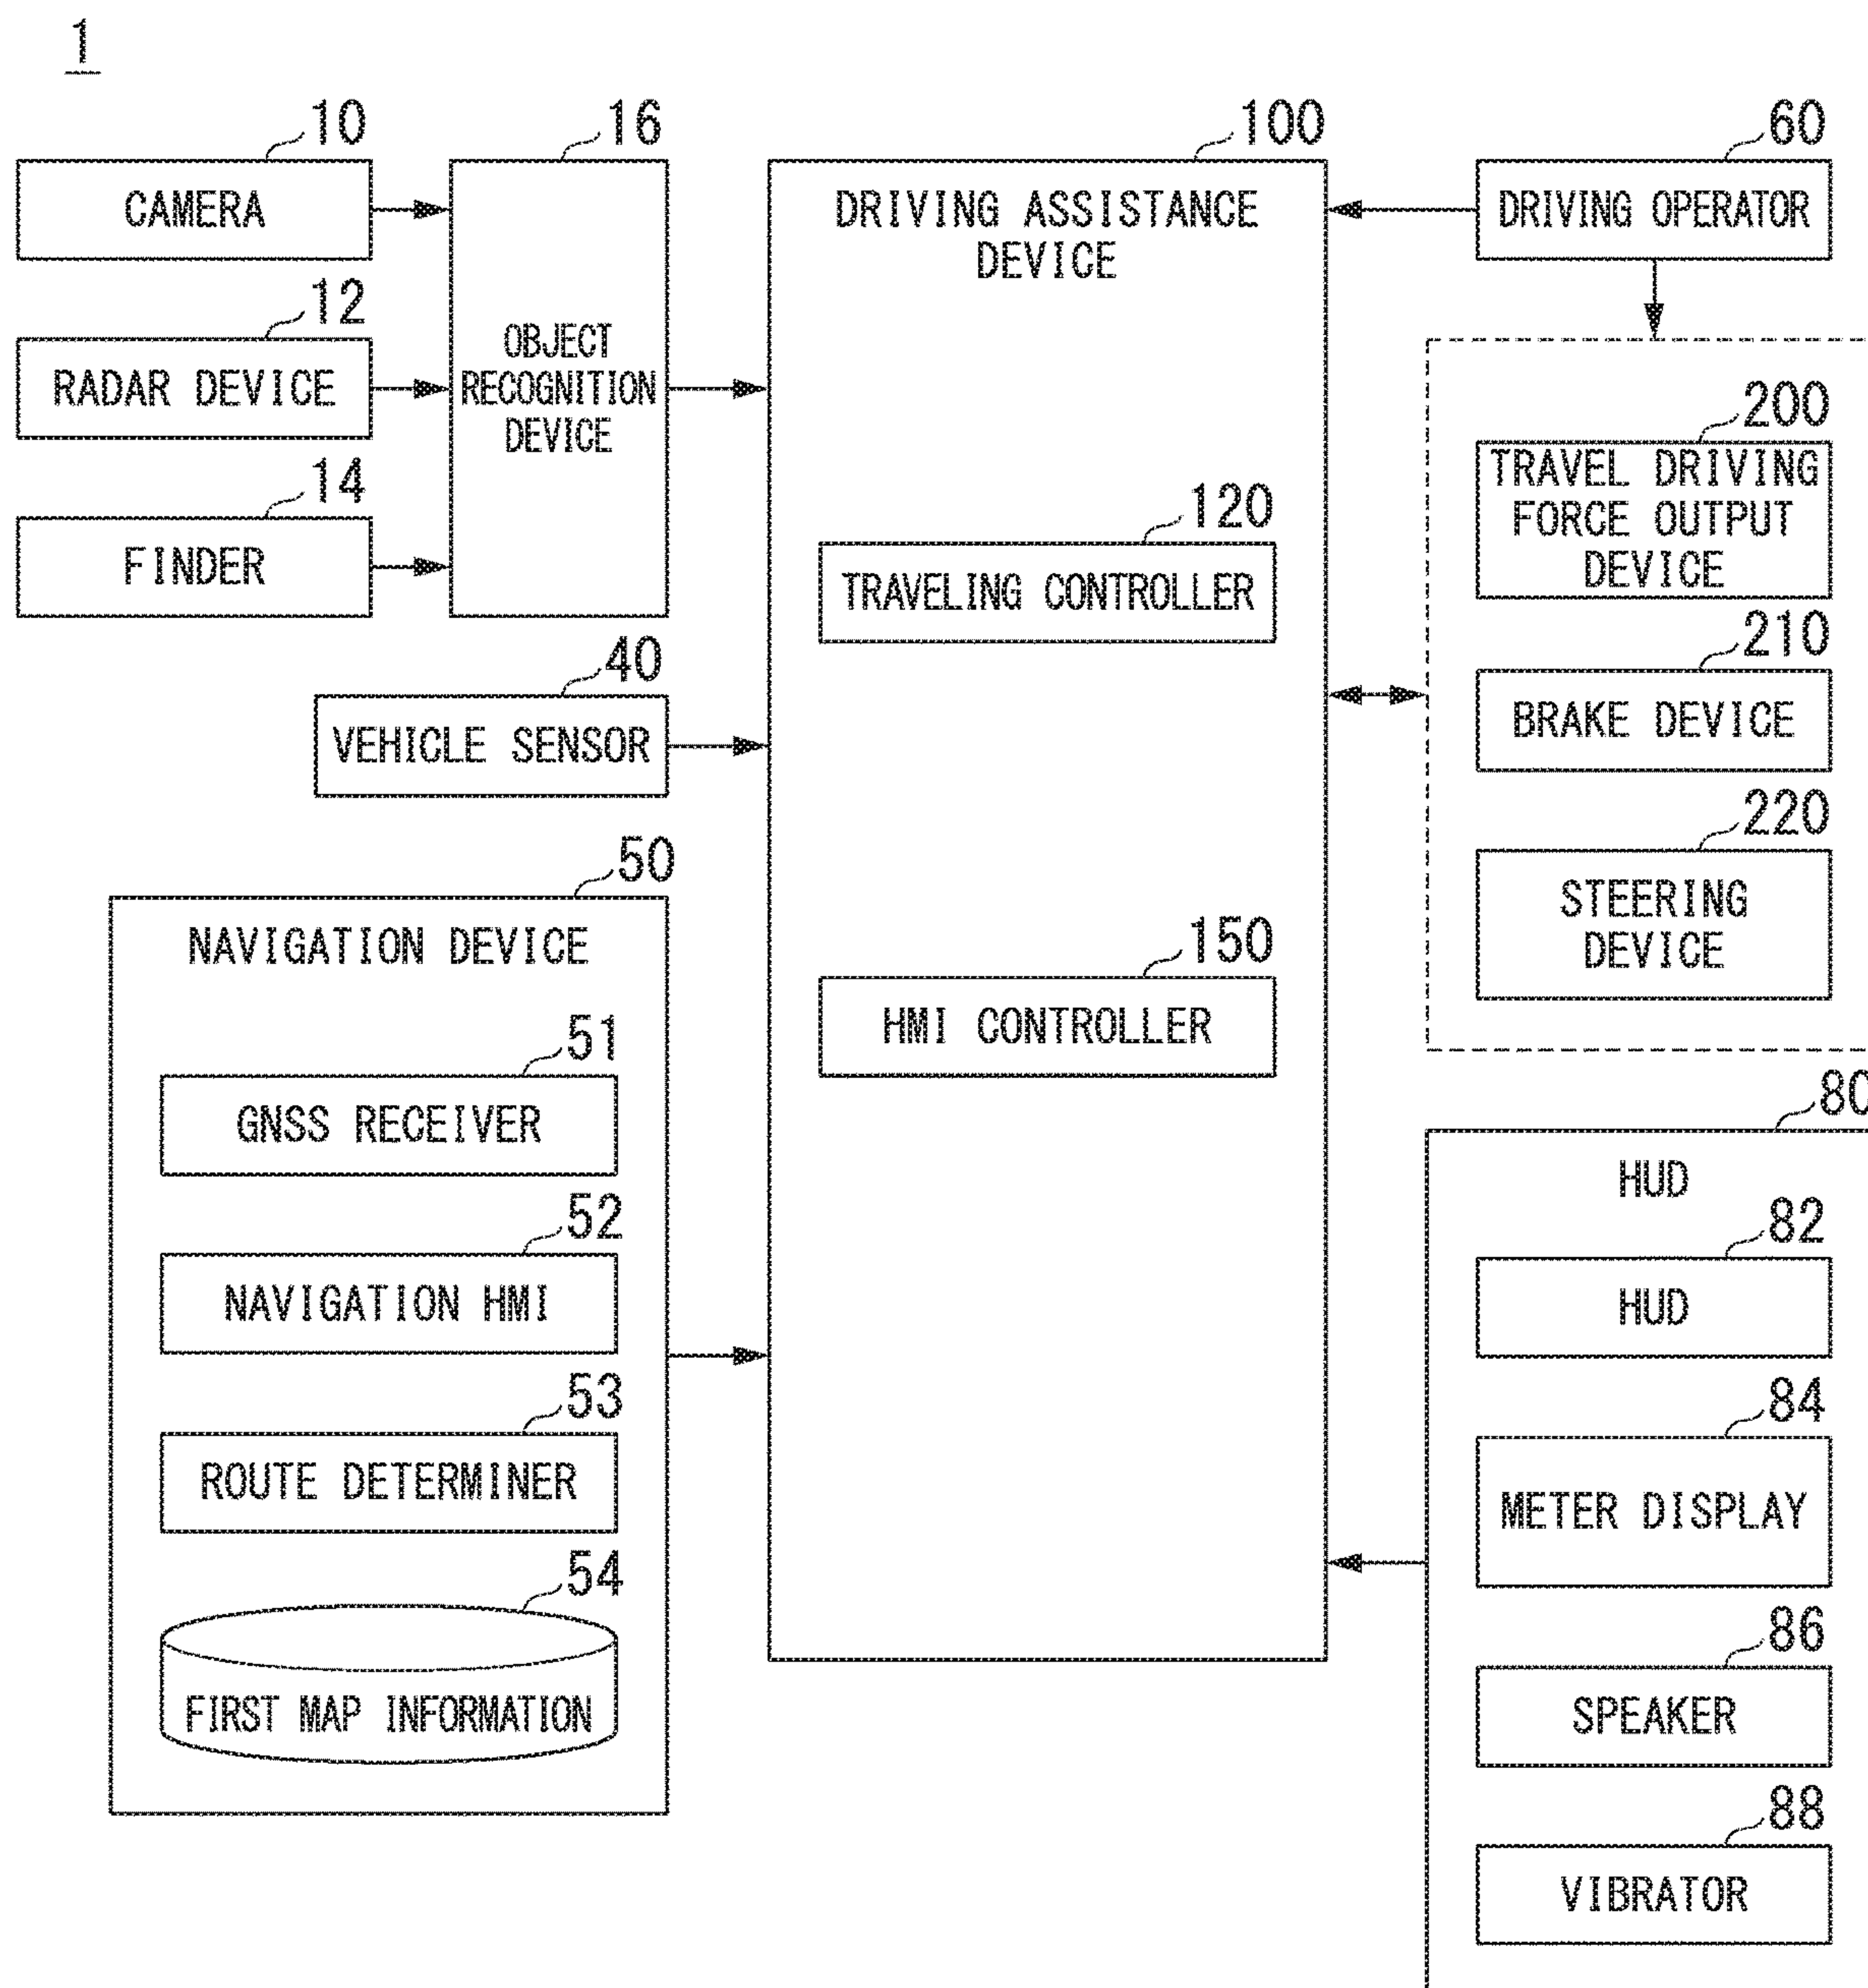 1
10
CAMERA
12
RADAR DEVICE
14
FINDER
16
OBJECT
RECOGNITION
DEVICE
40
VEHICLE SENSOR
50
NAVIGATION DEVICE
51
GNSS RECEIVER
52
NAVIGATION HMI
53
ROUTE DETERMINER
54
FIRST MAP INFORMATION
100
DRIVING ASSISTANCE
DEVICE
120
TRAVELING CONTROLLER
150
HMI CONTROLLER
60
DRIVING OPERATOR
200
TRAVEL DRIVING
FORCE OUTPUT
DEVICE
210
BRAKE DEVICE
220
STEERING
DEVICE
80
HUD
82
HUD
84
METER DISPLAY
86
SPEAKER
88
VIBRATOR